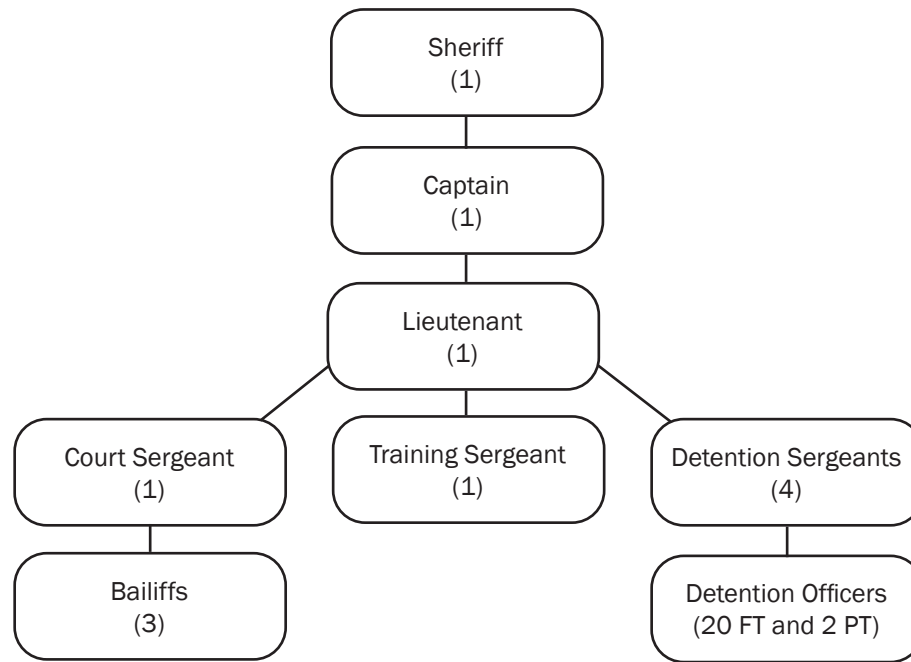 Sheriff
(1)
Captain
(1)
Lieutenant
(1)
Court Sergeant
(1)
Training Sergeant
(1)
Detention Sergeants
(4)
Bailiffs
(3)
Detention Officers
(20 FT and 2 PT)